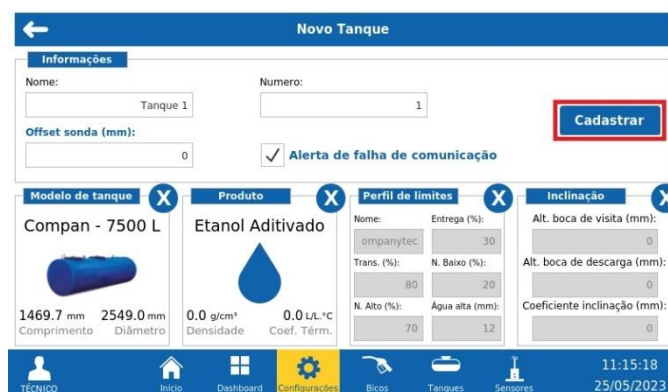 Novo Tanque
Informações
Nome:
Numero:
Tanque 1
1
Cadastrar
Offset sonda (mm):
0
Alerta de falha de comunicação
Modelo de tanque X
Produto X
Perfil de limites X
Inclinação X
Compan - 7500 L
Etanol Aditivado
Nome:
Entrega (%):
ompanytec
30
Trans. (%):
N. Baixo (%):
80
20
N. Alto (%):
Água alta (mm):
70
12
Alt. boca de visita (mm):
0
Alt. boca de descarga (mm):
0
Coeficiente inclinação (mm):
0
1469.7 mm 2549.0 mm
Comprimento Diâmetro
0.0 g/cm³ 0.0 L/L.°C
Densidade Coef. Térm.
TÉCNICO
Início
Dashboard
Configurações
Bicos
Tanques
Sensores
11:15:18
25/05/2023